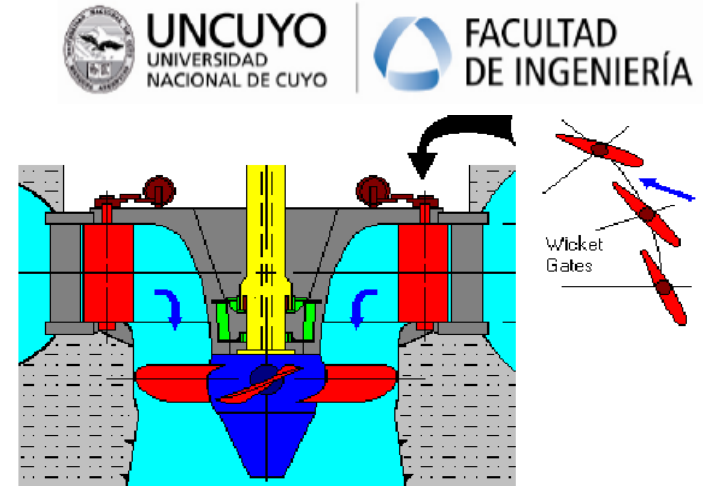 UNCUYO
UNIVERSIDAD
NACIONAL DE CUYO
FACULTAD
DE INGENIERÍA
Wicket
Gates